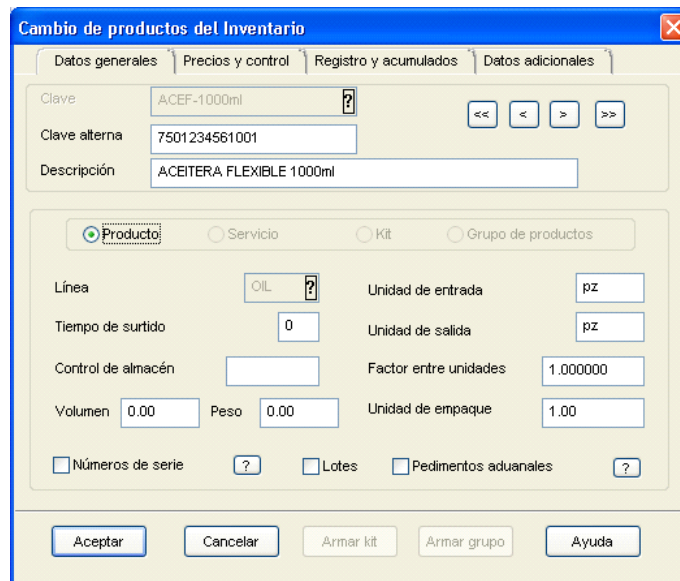 Cambio de productos del Inventario
Datos generales Precios y control Registro y acumulados Datos adicionales
Clave ACEF-1000ml ? << < > >>
Clave alterna 7501234561001
Descripción ACEITERA FLEXIBLE 1000ml
Producto Servicio Kit Grupo de productos
Línea OIL ? Unidad de entrada pz
Tiempo de surtido 0 Unidad de salida pz
Control de almacén Factor entre unidades 1.000000
Volumen 0.00 Peso 0.00 Unidad de empaque 1.00
Números de serie ? Lotes Pedimentos aduanales ?
Aceptar Cancelar Armar kit Armar grupo Ayuda